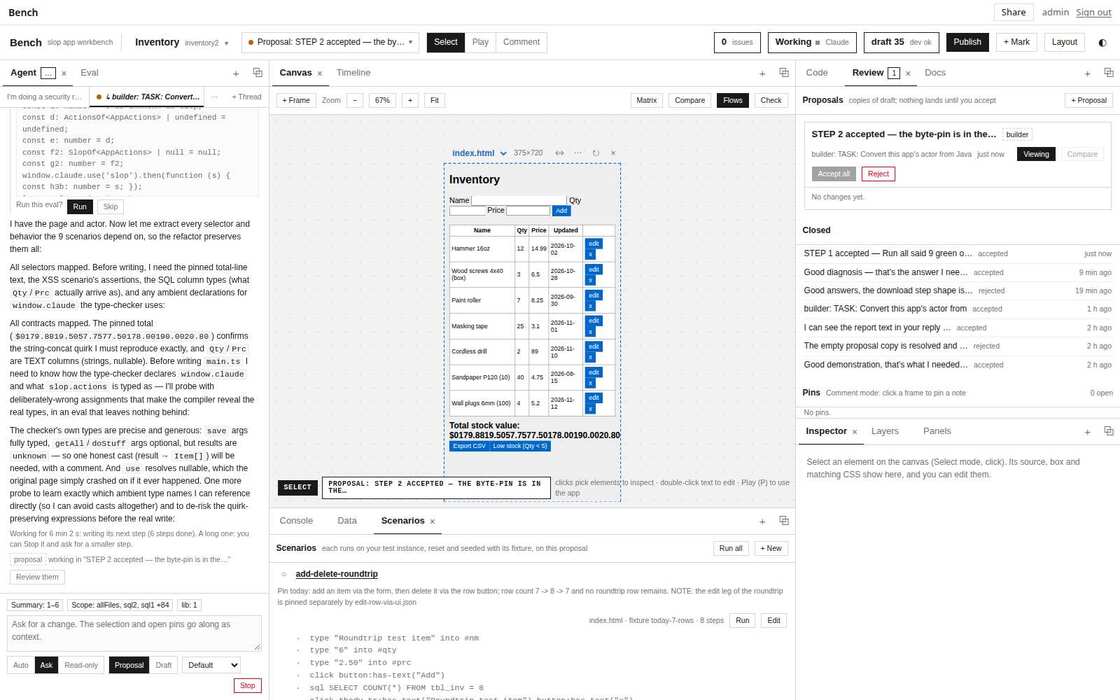 Bench
Share admin Sign out
Bench slop app workbench Inventory inventory2 ▾ Proposal: STEP 2 accepted — the by… ▾ Select Play Comment 0 issues Working Claude draft 35 dev ok Publish + Mark Layout
Agent … × Eval +
I'm doing a security r… ↳ builder: TASK: Convert… ··· + Thread
const d: ActionsOf<AppActions> | undefined =
undefined;
const e: number = d;
const f2: SlopOf<AppActions> | null = null;
const g2: number = f2;
window.claude.use('slop').then(function (s) {
const h3b: number = s; });
Run this eval? Run Skip
I have the page and actor. Now let me extract every selector and
behavior the 9 scenarios depend on, so the refactor preserves
them all:
All selectors mapped. Before writing, I need the pinned total-line
text, the XSS scenario's assertions, the SQL column types (what
Qty / Prc actually arrive as), and any ambient declarations for
window.claude the type-checker uses:
All contracts mapped. The pinned total
( $179.8819.5057.7577.50178.00190.0020.80 ) confirms
the string-concat quirk I must reproduce exactly, and Qty / Prc
are TEXT columns (strings, nullable). Before writing main.ts I
need to know how the type-checker declares window.claude
and what slop.actions is typed as — I'll probe with
deliberately-wrong assignments that make the compiler reveal the
real types, in an eval that leaves nothing behind:
The checker's own types are precise and generous: save args
fully typed, getAll / doStuff args optional, but results are
unknown — so one honest cast (result → Item[] ) will be
needed, with a comment. And use resolves nullable, which the
original page simply crashed on if it ever happened. One more
probe to learn exactly which ambient type names I can reference
directly (so I can avoid casts altogether) and to de-risk the quirk-
preserving expressions before the real write:
Working for 6 min 2 s: writing its next step (6 steps done). A long one: you
can Stop it and ask for a smaller step.
proposal · working in "STEP 2 accepted — the byte-pin is in the…"
Review them
Summary: 1–6 Scope: allFiles, sql2, sql1 +84 lib: 1
Ask for a change. The selection and open pins go along as
context.
Auto Ask Read-only Proposal Draft Default
Stop
Canvas Timeline +
+ Frame Zoom − 67% + Fit Matrix Compare Flows Check
index.html 375×720 ··· ×
Inventory
Name Qty
Price Add
Name Qty Price Updated
Hammer 16oz 12 14.99 2026-10-02 edit x
Wood screws 4x40 (box) 3 6.5 2026-10-28 edit x
Paint roller 7 8.25 2026-09-30 edit x
Masking tape 25 3.1 2026-11-01 edit x
Cordless drill 2 89 2026-11-10 edit x
Sandpaper P120 (10) 40 4.75 2026-08-15 edit x
Wall plugs 6mm (100) 4 5.2 2026-11-12 edit x
Total stock value:
$0179.8819.5057.7577.50178.00190.0020.80
Export CSV Low stock (Qty < 5)
SELECT PROPOSAL: STEP 2 ACCEPTED — THE BYTE-PIN IS IN THE… clicks pick elements to inspect · double-click text to edit · Play (P) to use the app
Console Data Scenarios × +
Scenarios each runs on your test instance, reset and seeded with its fixture, on this proposal Run all + New
add-delete-roundtrip
Pin today: add an item via the form, then delete it via the row button; row count 7 -> 8 -> 7 and no roundtrip row remains. NOTE: the edit leg of the roundtrip
is pinned separately by edit-row-via-ui.json
index.html · fixture today-7-rows · 8 steps Run Edit
· type "Roundtrip test item" into #nm
· type "6" into #qty
· type "2.50" into #prc
· click button:has-text("Add")
· sql SELECT COUNT(*) FROM tbl_inv = 8
Code Review 1 Docs +
Proposals copies of draft; nothing lands until you accept + Proposal
STEP 2 accepted — the byte-pin is in the… builder
builder: TASK: Convert this app's actor from Java just now Viewing Compare
Accept all Reject
No changes yet.
Closed
STEP 1 accepted — Run all said 9 green o… accepted just now
Good diagnosis — that's the answer I nee… accepted 9 min ago
Good answers, the download step shape is… rejected 19 min ago
builder: TASK: Convert this app's actor from accepted 1 h ago
I can see the report text in your reply … accepted 2 h ago
The empty proposal copy is resolved and … rejected 2 h ago
Good demonstration, that's what I needed… accepted 2 h ago
Pins Comment mode: click a frame to pin a note 0 open
No pins.
Inspector × Layers Panels +
Select an element on the canvas (Select mode, click). Its source, box and
matching CSS show here, and you can edit them.